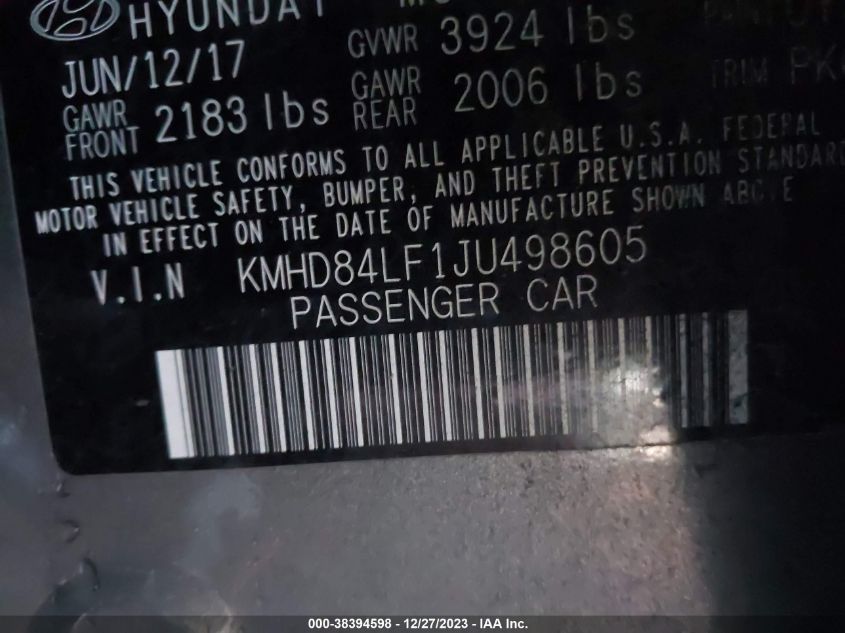 HYUNDAI
JUN/12/17 GVWR 3924 lbs
GAWR FRONT 2183 lbs GAWR REAR 2006 lbs TRIM
THIS VEHICLE CONFORMS TO ALL APPLICABLE U.S.A. FEDERAL
MOTOR VEHICLE SAFETY, BUMPER, AND THEFT PREVENTION STANDARD
IN EFFECT ON THE DATE OF MANUFACTURE SHOWN ABOVE
V.I.N KMHD84LF1JU498605
PASSENGER CAR
000-38394598 - 12/27/2023 - IAA Inc.